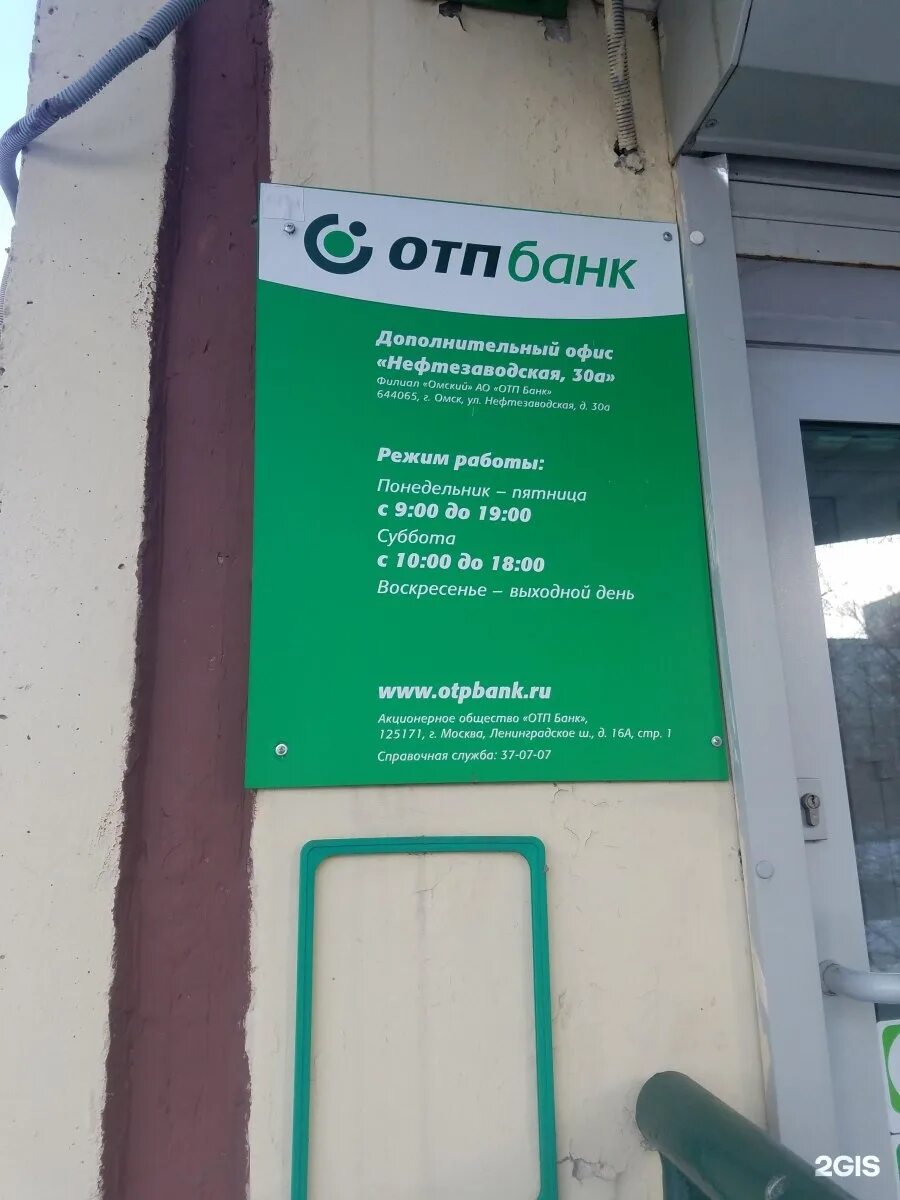 отпбанк
Дополнительный офис
«Нефтезаводская, 30а»
Филиал «Омский» АО «ОТП Банк»
644065, г. Омск, ул. Нефтезаводская, д. 30а
Режим работы:
Понедельник – пятница
с 9:00 до 19:00
Суббота
с 10:00 до 18:00
Воскресенье – выходной день
www.otpbank.ru
Акционерное общество «ОТП Банк»,
125171, г. Москва, Ленинградское ш., д. 16А, стр. 1
Справочная служба: 37-07-07
2GIS